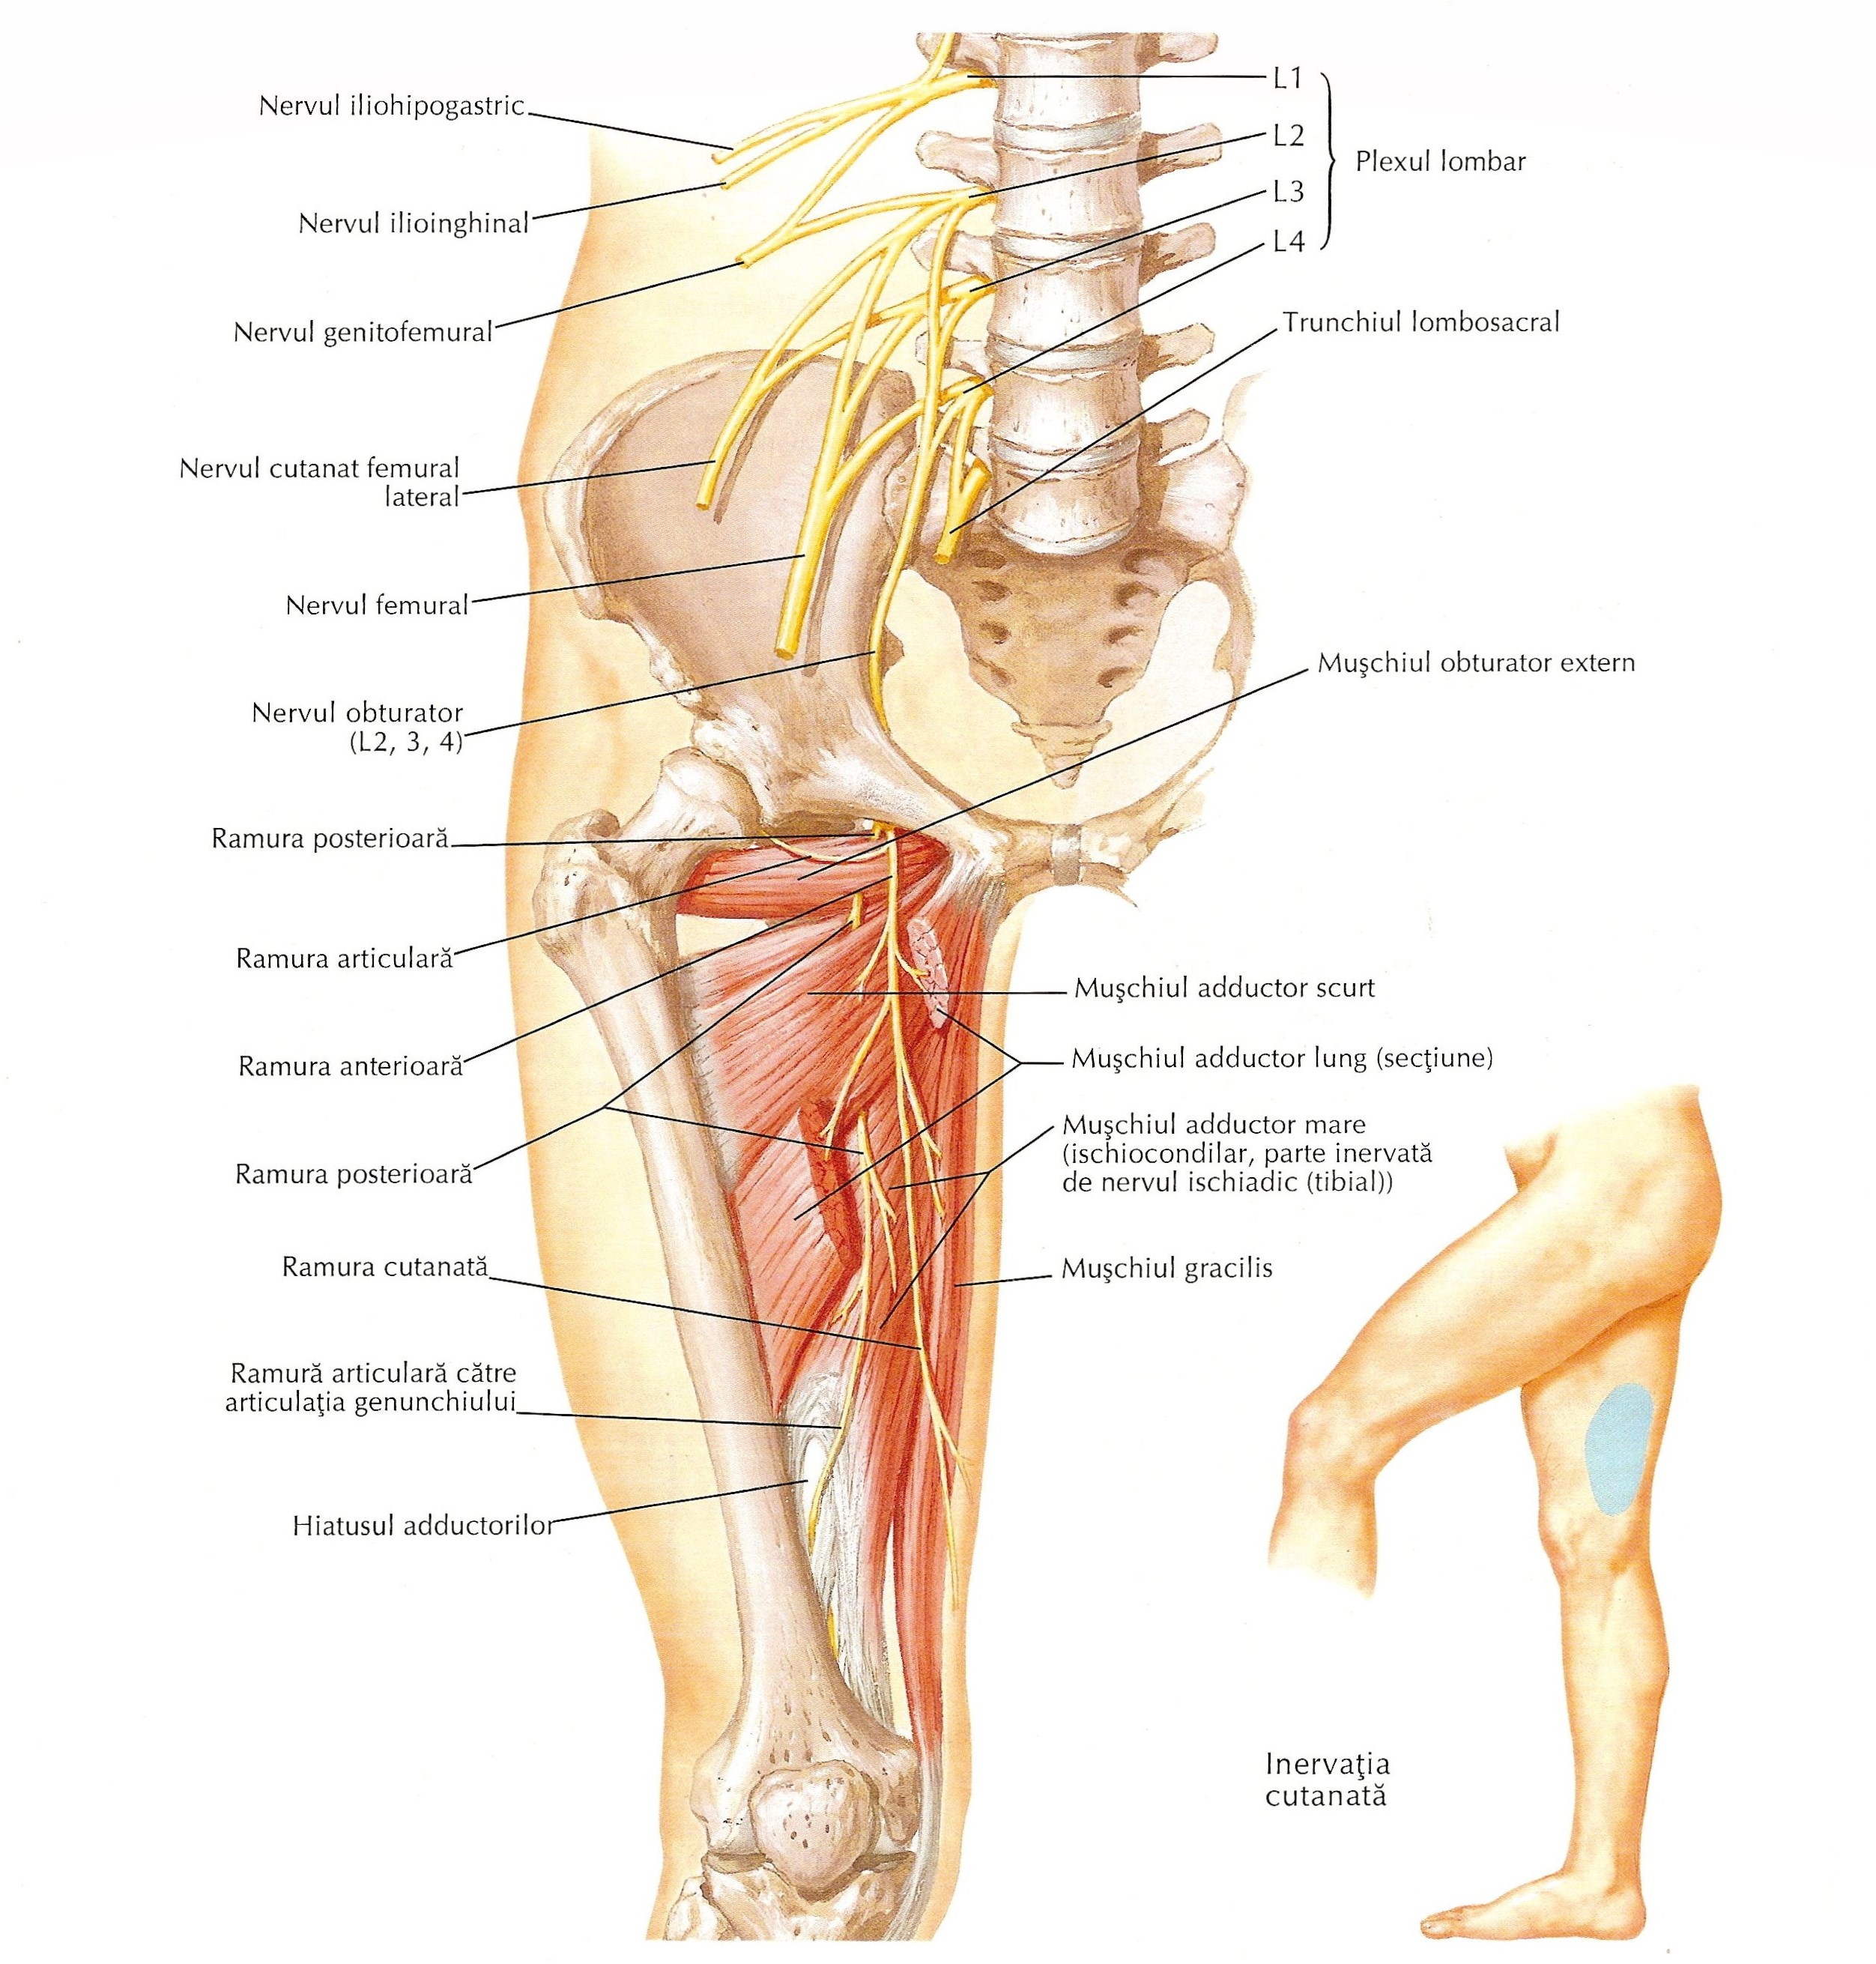 Nervul iliohipogastric
Nervul ilioinghinal
Nervul genitofemural
Nervul cutanat femural
lateral
Nervul femural
Nervul obturator
(L2, 3, 4)
Ramura posterioară
Ramura articulară
Ramura anterioară
Ramura posterioară
Ramura cutanată
Ramură articulară către
articulaţia genunchiului
Hiatusul adductorilor
L1
L2
L3
L4
Plexul lombar
Trunchiul lombosacral
Muşchiul obturator extern
Muşchiul adductor scurt
Muşchiul adductor lung (secţiune)
Muşchiul adductor mare
(ischiocondilar, parte inervată
de nervul ischiadic (tibial))
Muşchiul gracilis
Inervaţia
cutanată